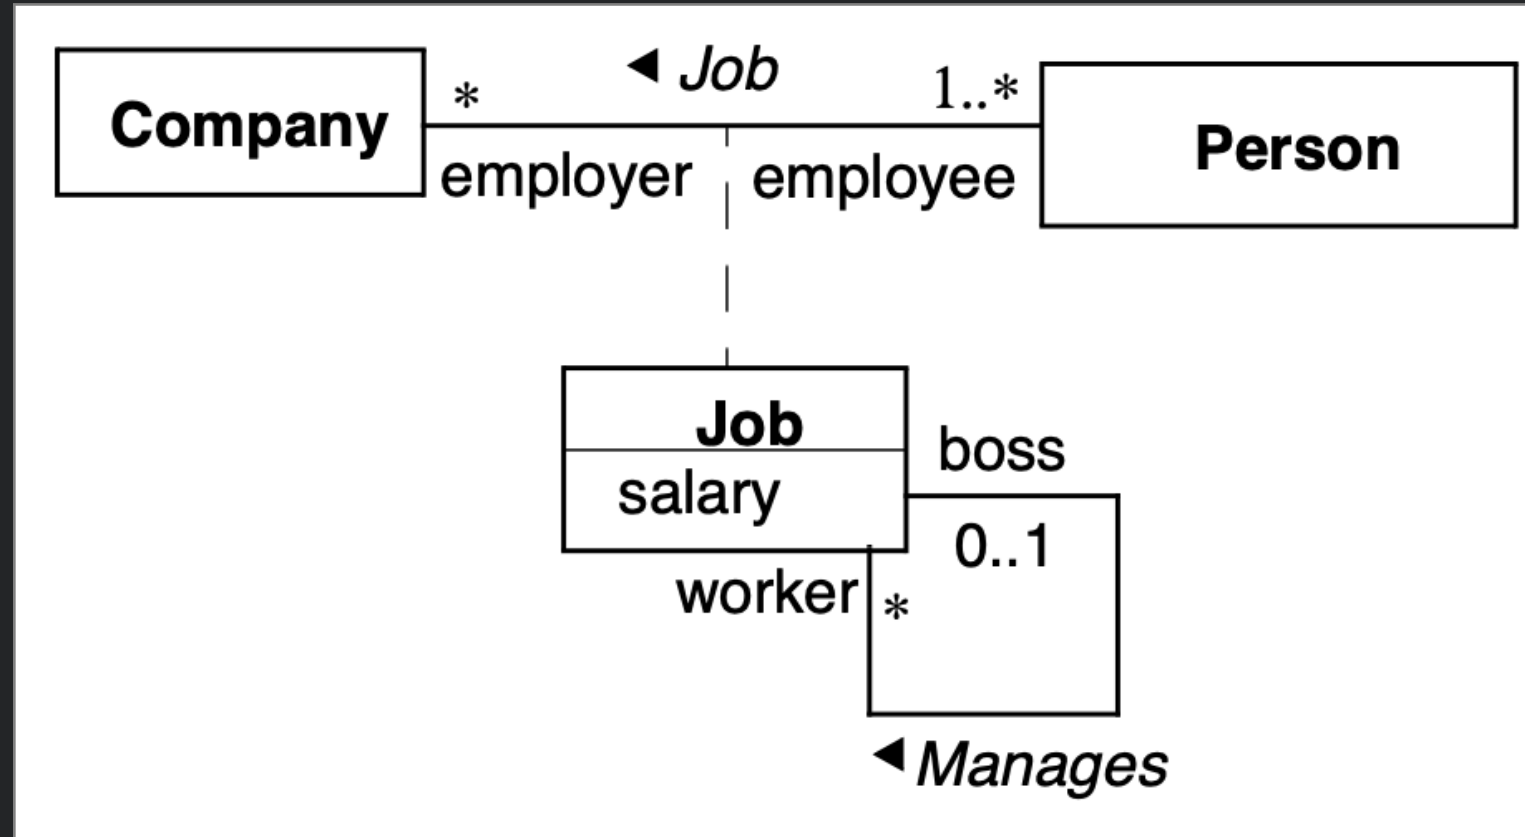 ◀ Job
* 1..*
Company
Person
employer employee
Job
salary
boss
0..1
worker *
◀ Manages